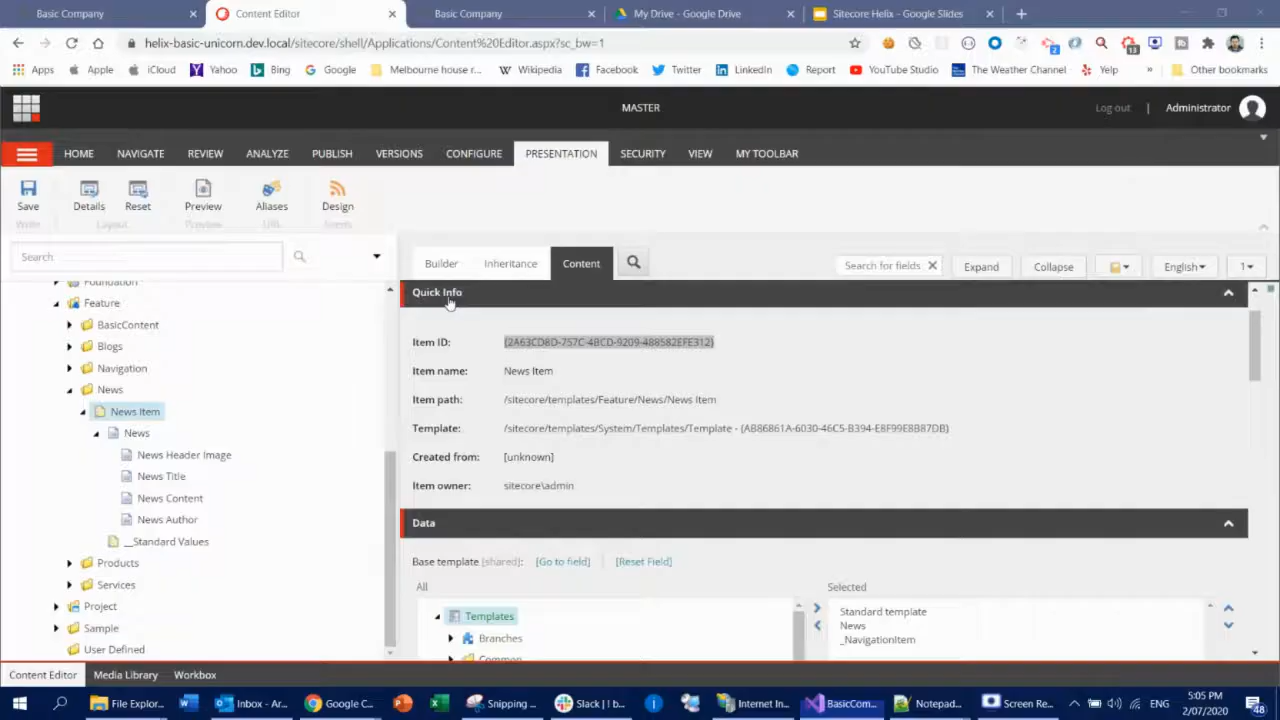 Basic Company
Content Editor
Basic Company
My Drive - Google Drive
Sitecore Helix - Google Slides
helix-basic-unicorn.dev.local/sitecore/shell/Applications/Content%20Editor.aspx?sc_bw=1
Apps
Apple
iCloud
Yahoo
Bing
Google
Melbourne house r...
Wikipedia
Facebook
Twitter
LinkedIn
Report
YouTube Studio
The Weather Channel
Yelp
»
Other bookmarks
MASTER
Log out | Administrator
HOME
NAVIGATE
REVIEW
ANALYZE
PUBLISH
VERSIONS
CONFIGURE
PRESENTATION
SECURITY
VIEW
MY TOOLBAR
Save
Details
Reset
Preview
Aliases
Design
Write
Layout
Preview
URL
Feeds
Search
Builder
Inheritance
Content
Search for fields
Expand
Collapse
English
1
Foundation
Feature
BasicContent
Blogs
Navigation
News
News Item
News
News Header Image
News Title
News Content
News Author
__Standard Values
Products
Services
Project
Sample
User Defined
Quick Info
Item ID: {2A63CD8D-757C-4BCD-9209-488582EFE312}
Item name: News Item
Item path: /sitecore/templates/Feature/News/News Item
Template: /sitecore/templates/System/Templates/Template - {AB86861A-6030-46C5-B394-E8F99E8B87DB}
Created from: [unknown]
Item owner: sitecore\admin
Data
Base template [shared]: [Go to field] [Reset Field]
All
Selected
Templates
Branches
Common
Standard template
News
_NavigationItem
Content Editor
Media Library
Workbox
File Explor...
Inbox - Ar...
Google C...
Snipping ...
Slack | I b...
Internet In...
BasicCom...
Notepad...
Screen Re...
ENG
5:05 PM
2/07/2020
48